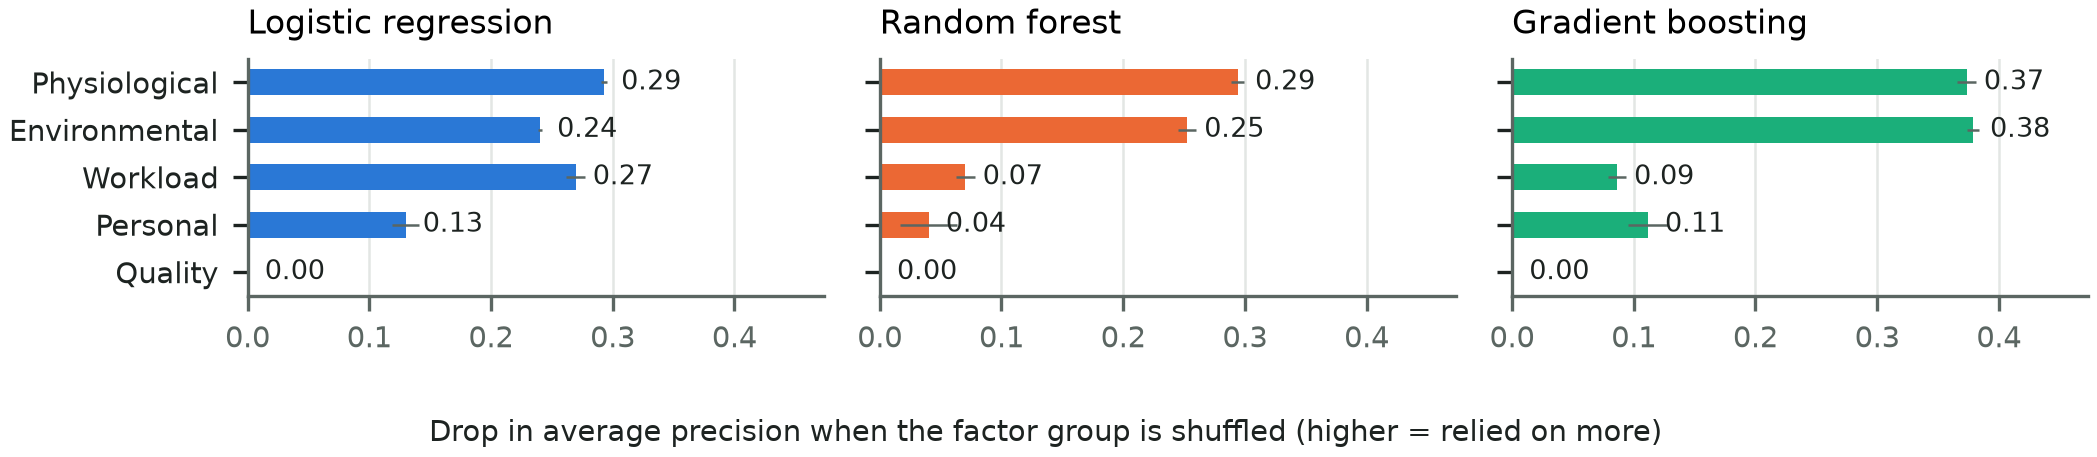 Logistic regression
Random forest
Gradient boosting
Physiological
0.29
0.29
0.37
Environmental
0.24
0.25
0.38
Workload
0.27
0.07
0.09
Personal
0.13
0.04
0.11
Quality
0.00
0.00
0.00
0.0 0.1 0.2 0.3 0.4
0.0 0.1 0.2 0.3 0.4
0.0 0.1 0.2 0.3 0.4
Drop in average precision when the factor group is shuffled (higher = relied on more)